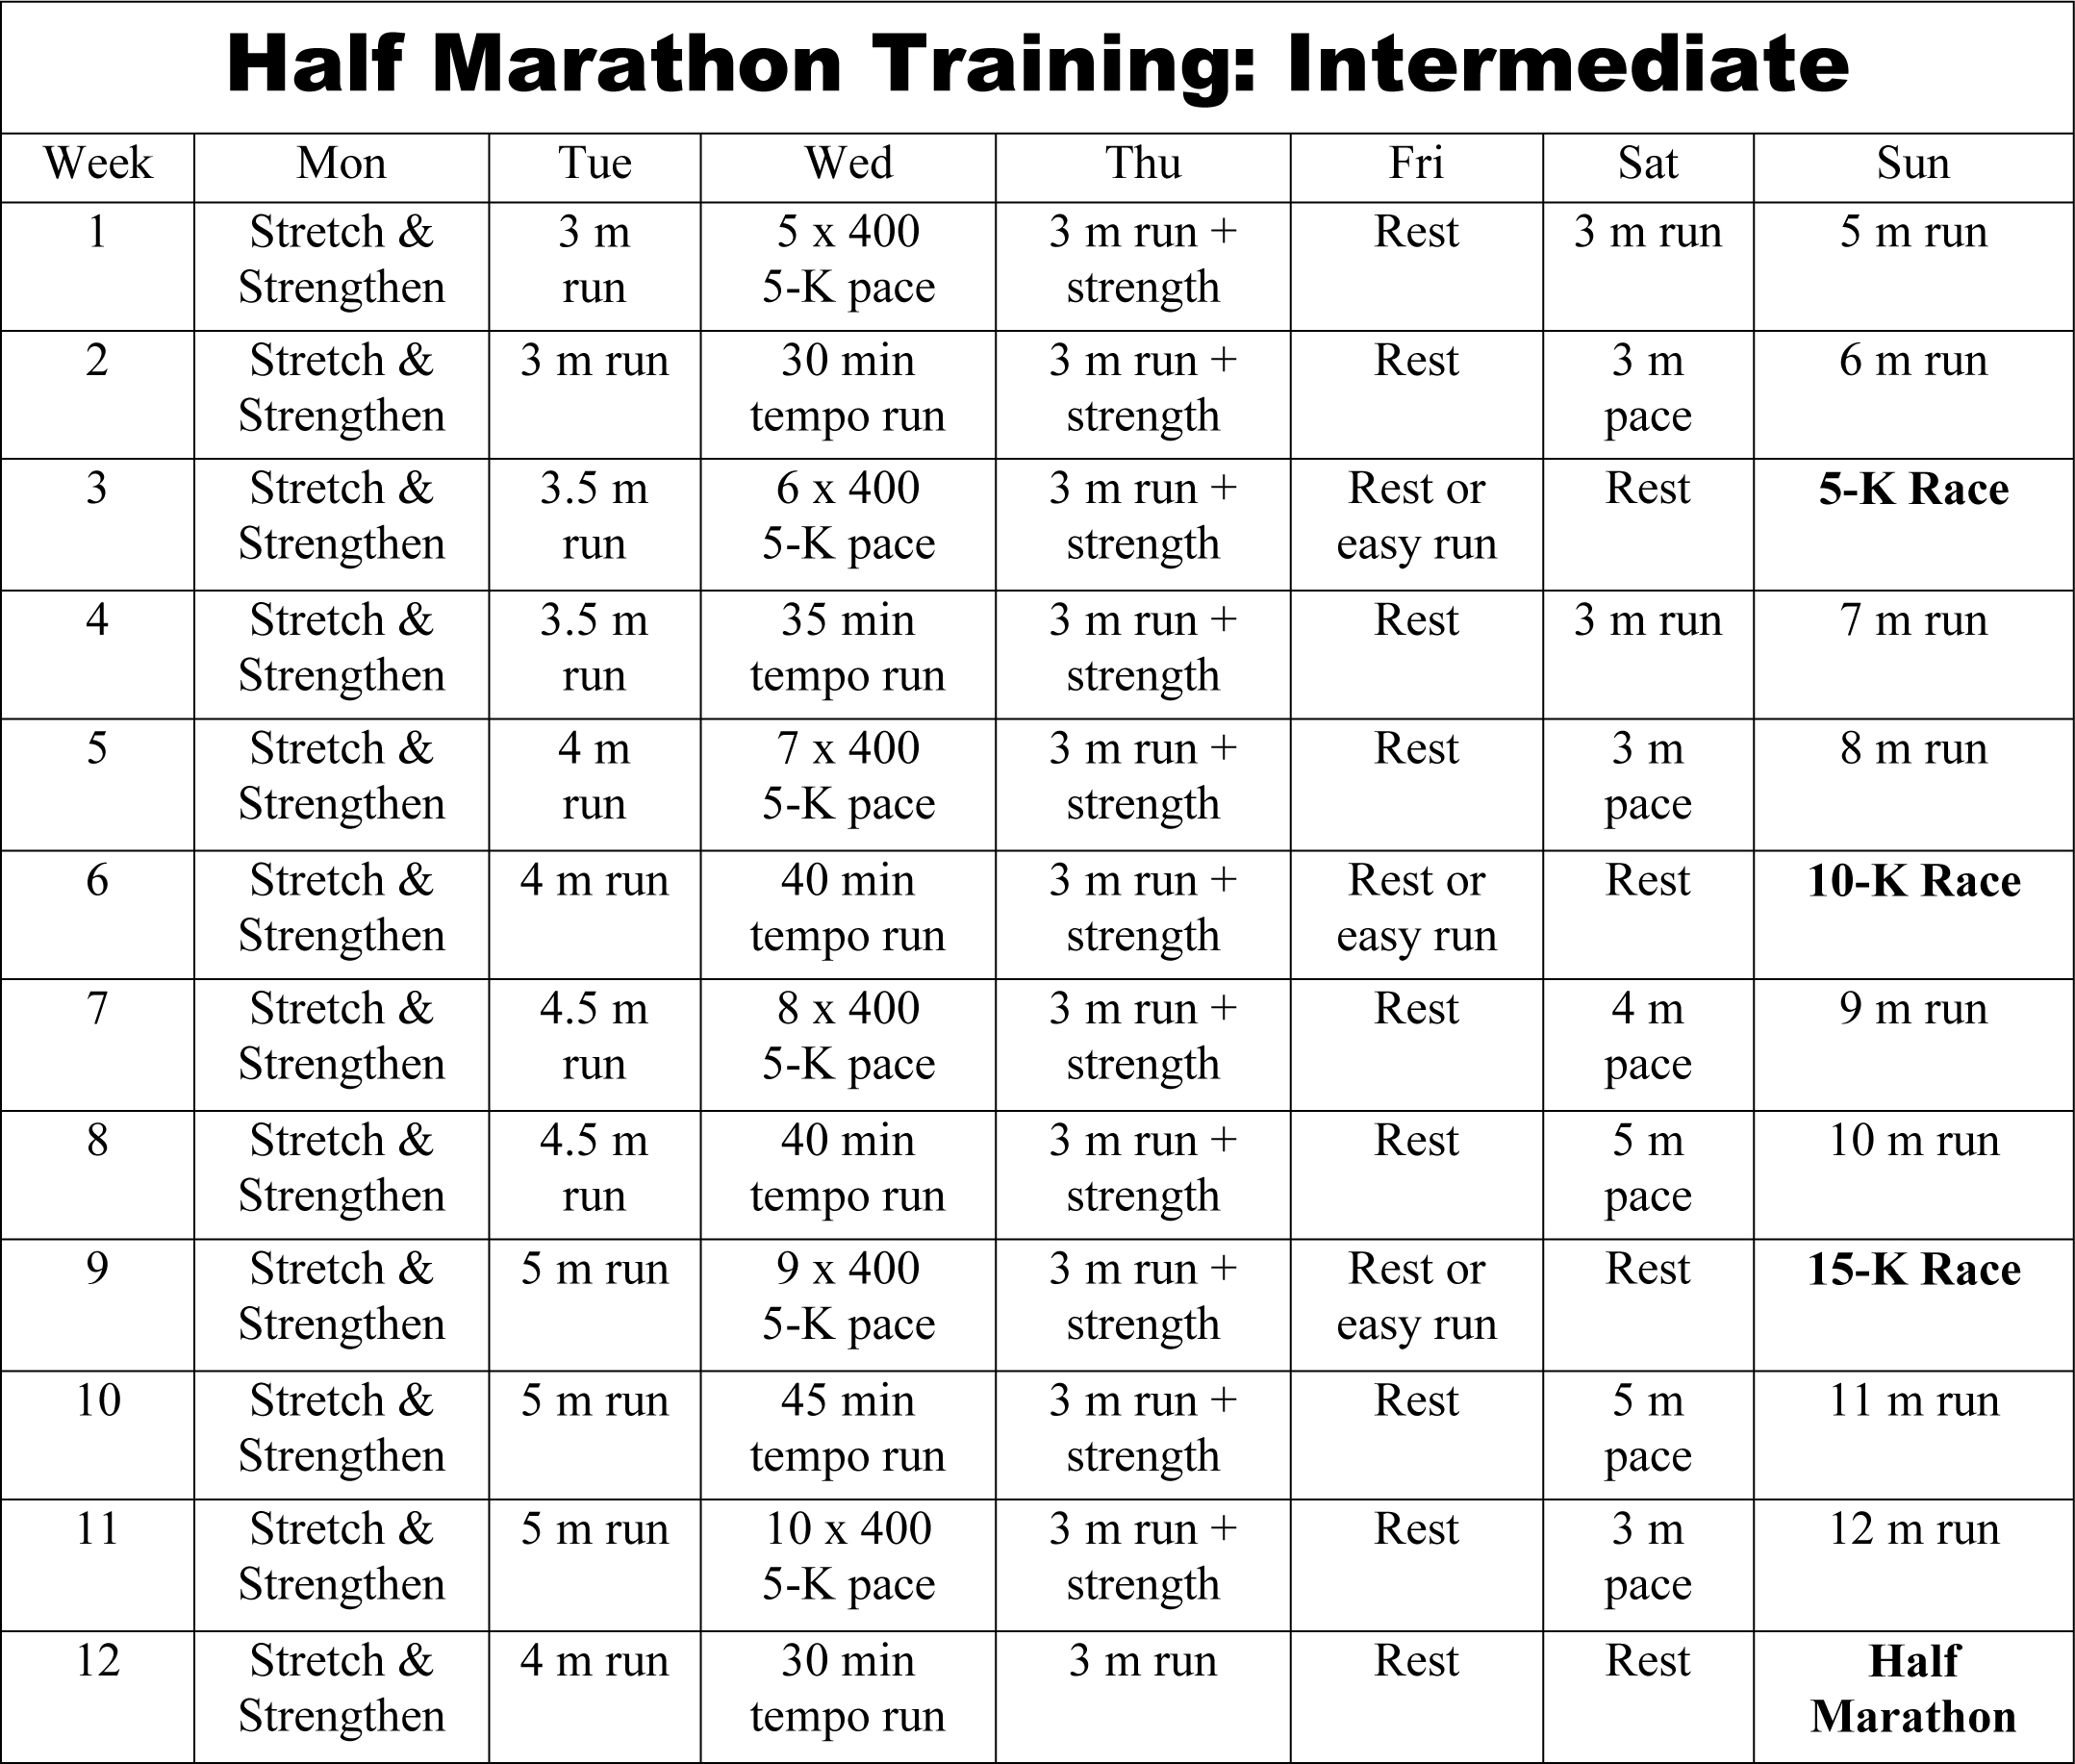 Half Marathon Training: Intermediate
Week Mon Tue Wed Thu Fri Sat Sun
1 Stretch & 3 m 5 x 400 3 m run + Rest 3 m run 5 m run
Strengthen run 5-K pace strength
2 Stretch & 3 m run 30 min 3 m run + Rest 3 m 6 m run
Strengthen tempo run strength pace
3 Stretch & 3.5 m 6 x 400 3 m run + Rest or Rest 5-K Race
Strengthen run 5-K pace strength easy run
4 Stretch & 3.5 m 35 min 3 m run + Rest 3 m run 7 m run
Strengthen run tempo run strength
5 Stretch & 4 m 7 x 400 3 m run + Rest 3 m 8 m run
Strengthen run 5-K pace strength pace
6 Stretch & 4 m run 40 min 3 m run + Rest or Rest 10-K Race
Strengthen tempo run strength easy run
7 Stretch & 4.5 m 8 x 400 3 m run + Rest 4 m 9 m run
Strengthen run 5-K pace strength pace
8 Stretch & 4.5 m 40 min 3 m run + Rest 5 m 10 m run
Strengthen run tempo run strength pace
9 Stretch & 5 m run 9 x 400 3 m run + Rest or Rest 15-K Race
Strengthen 5-K pace strength easy run
10 Stretch & 5 m run 45 min 3 m run + Rest 5 m 11 m run
Strengthen tempo run strength pace
11 Stretch & 5 m run 10 x 400 3 m run + Rest 3 m 12 m run
Strengthen 5-K pace strength pace
12 Stretch & 4 m run 30 min 3 m run Rest Rest Half
Strengthen tempo run Marathon